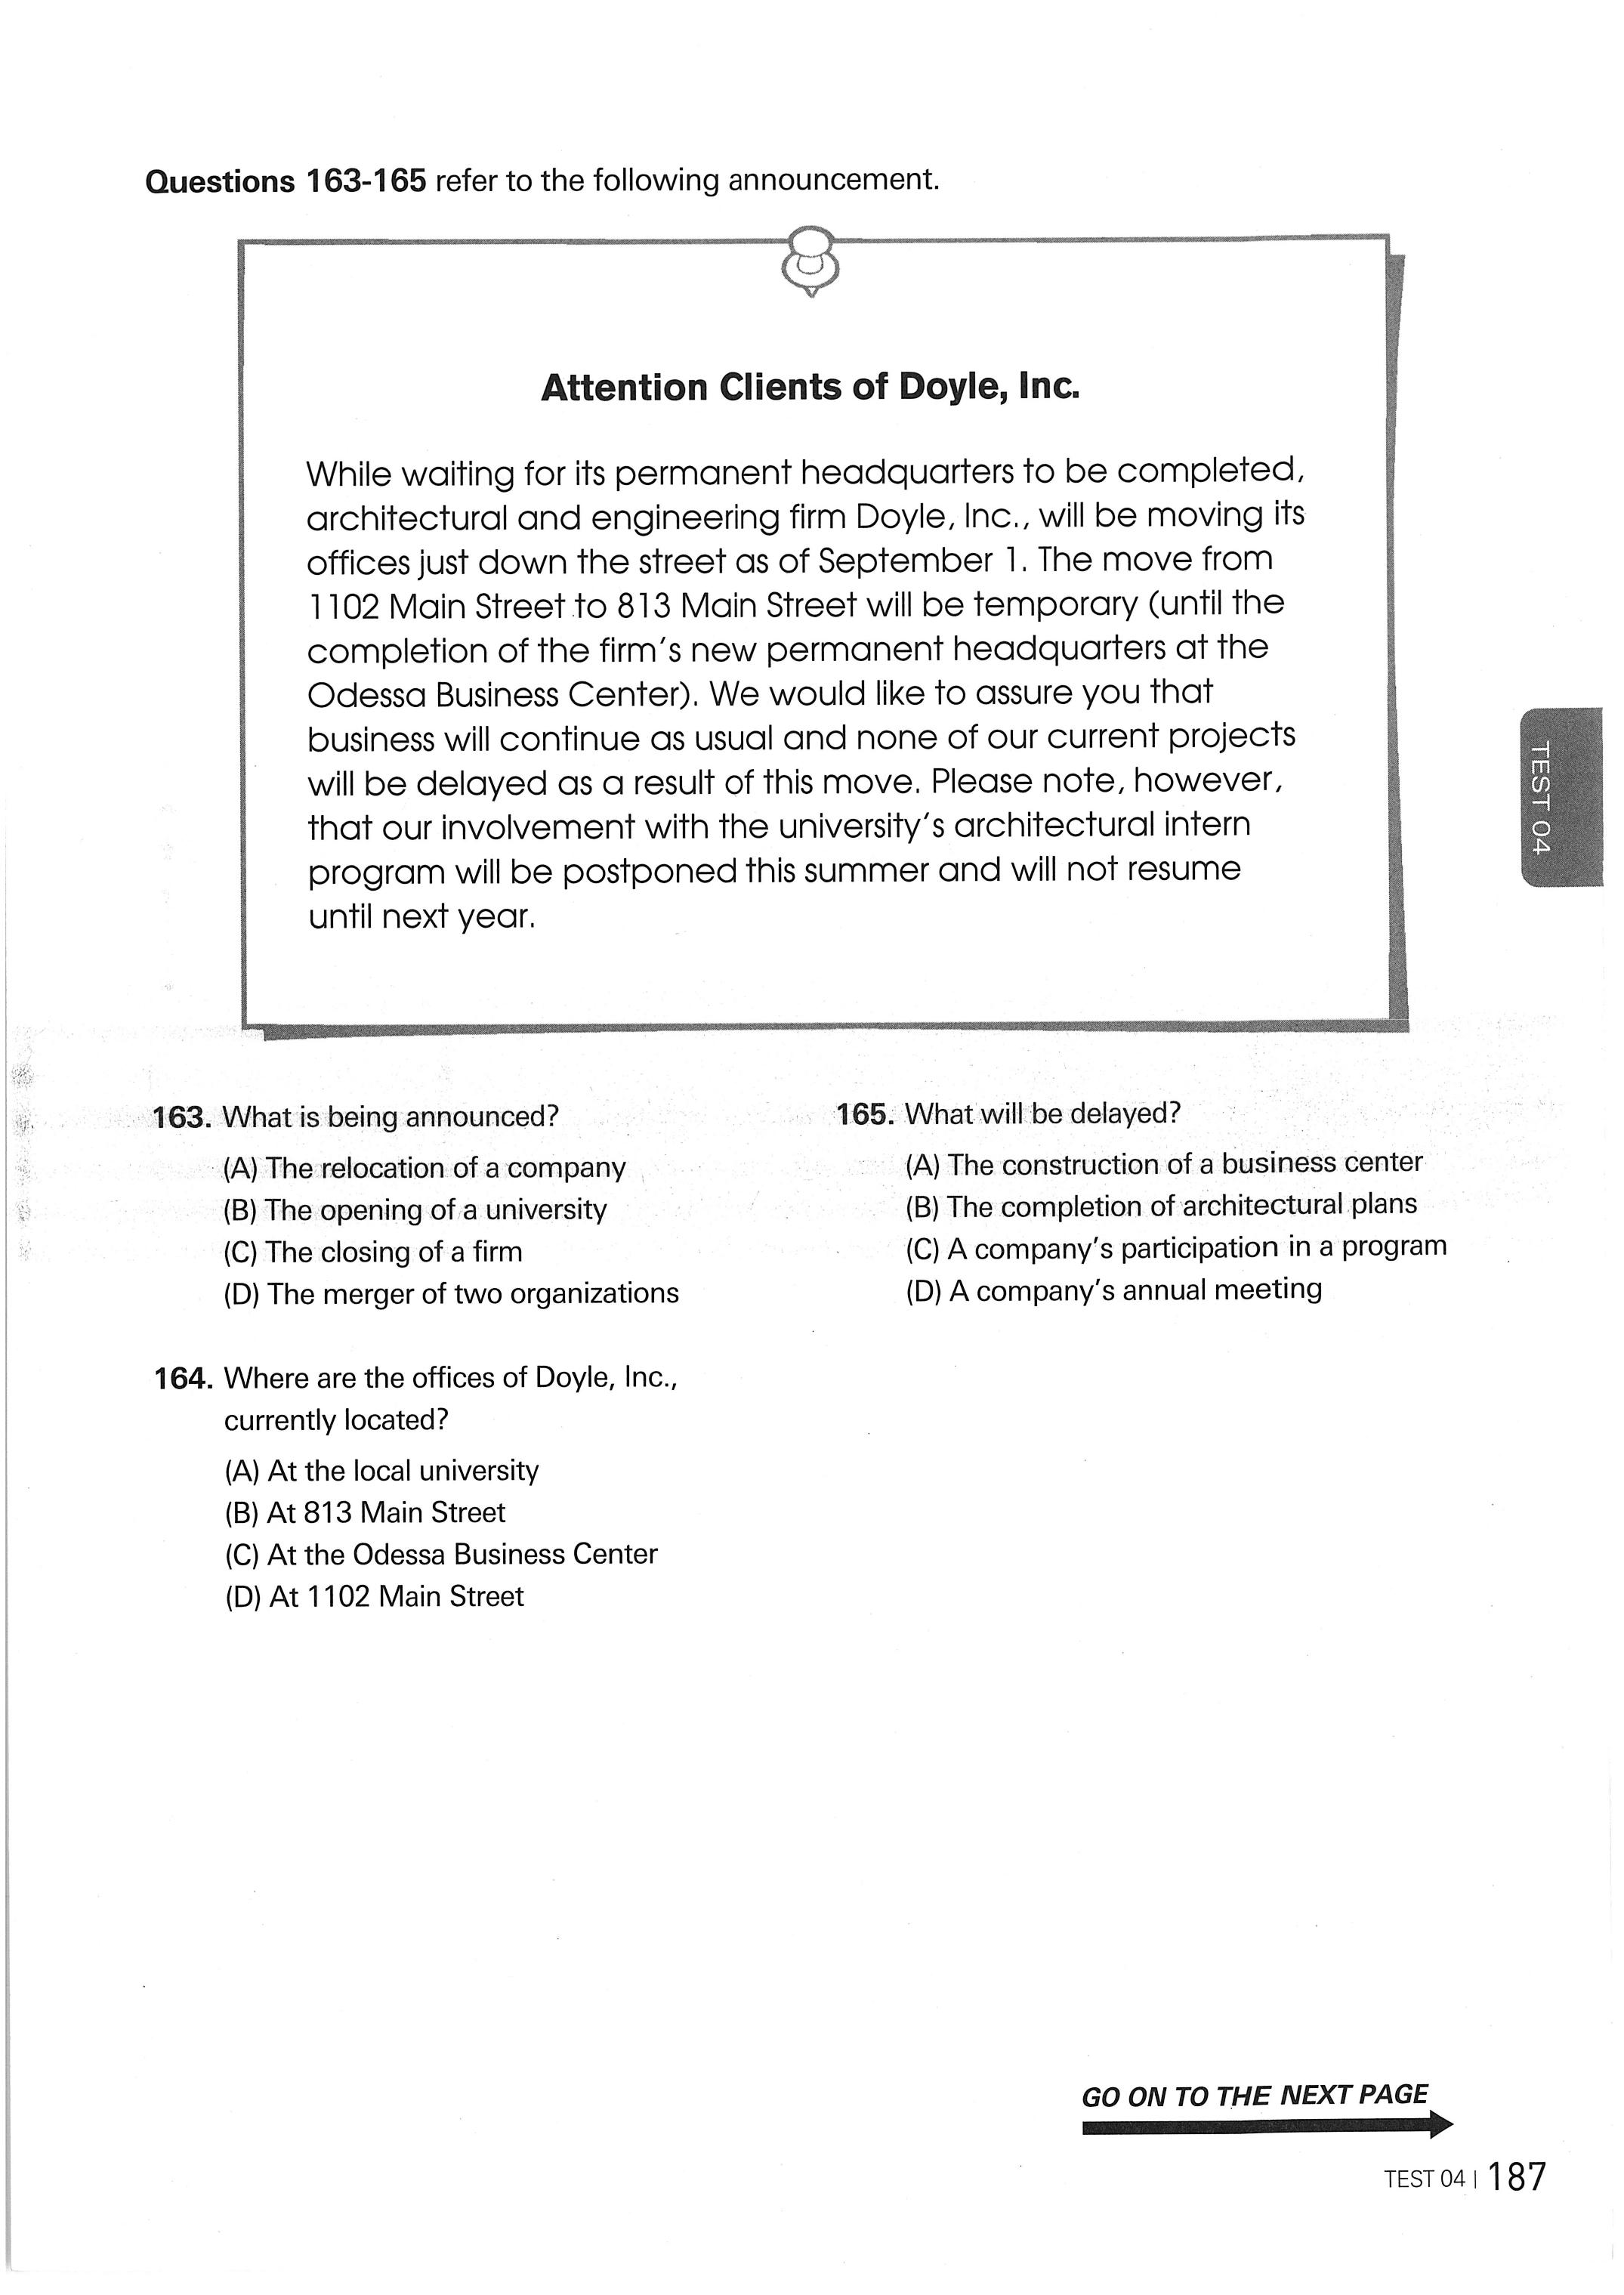 Questions 163-165 refer to the following announcement.
Attention Clients of Doyle, Inc.
While waiting for its permanent headquarters to be completed,
architectural and engineering firm Doyle, Inc., will be moving its
offices just down the street as of September 1. The move from
1102 Main Street to 813 Main Street will be temporary (until the
completion of the firm's new permanent headquarters at the
Odessa Business Center). We would like to assure you that
business will continue as usual and none of our current projects
will be delayed as a result of this move. Please note, however,
that our involvement with the university's architectural intern
program will be postponed this summer and will not resume
until next year.
TEST 04
163. What is being announced?
(A) The relocation of a company
(B) The opening of a university
(C) The closing of a firm
(D) The merger of two organizations
164. Where are the offices of Doyle, Inc.,
currently located?
(A) At the local university
(B) At 813 Main Street
(C) At the Odessa Business Center
(D) At 1102 Main Street
165. What will be delayed?
(A) The construction of a business center
(B) The completion of architectural plans
(C) A company's participation in a program
(D) A company's annual meeting
GO ON TO THE NEXT PAGE
TEST 04 | 187